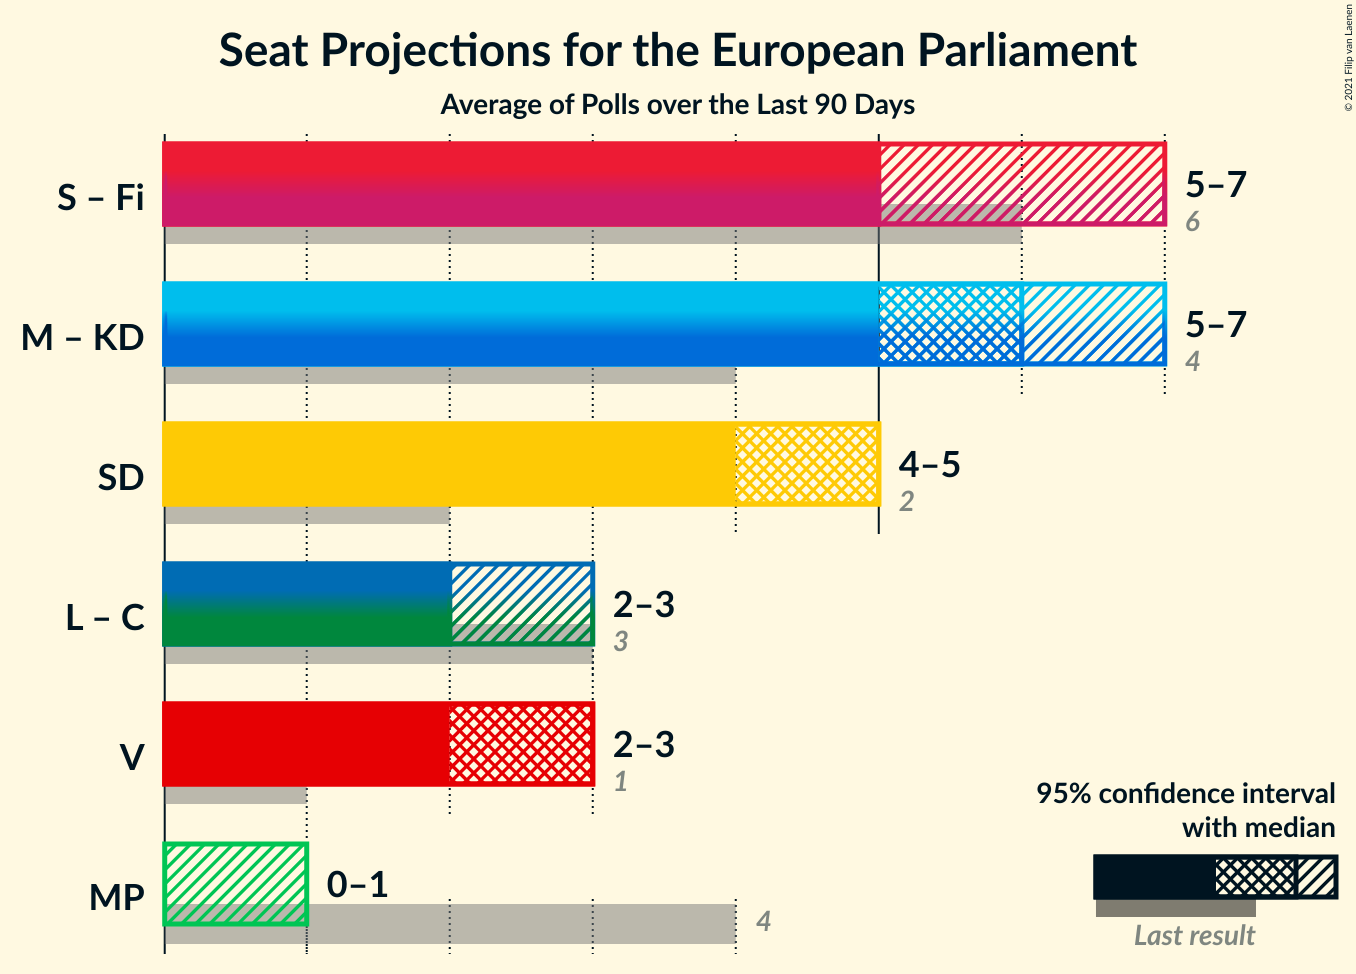 Seat Projections for the European Parliament
Average of Polls over the Last 90 Days
© 2021 Filip van Laenen
S – Fi
5–7
6
M – KD
5–7
4
SD
4–5
2
L – C
2–3
3
V
2–3
1
MP
0–1
4
95% confidence interval
with median
Last result